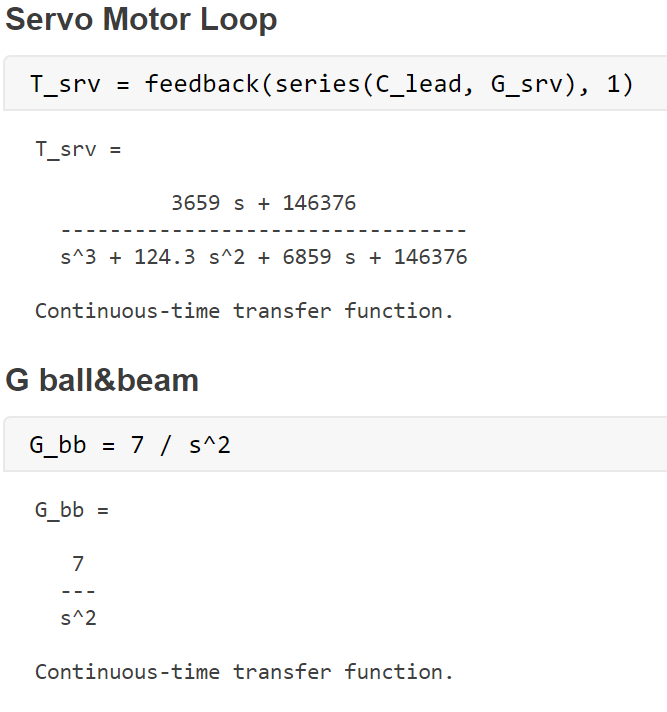 Servo Motor Loop
T_srv = feedback(series(C_lead, G_srv), 1)
T_srv =
3659 s + 146376
---------------------------------
s^3 + 124.3 s^2 + 6859 s + 146376
Continuous-time transfer function.
G ball&beam
G_bb = 7 / s^2
G_bb =
7
---
s^2
Continuous-time transfer function.